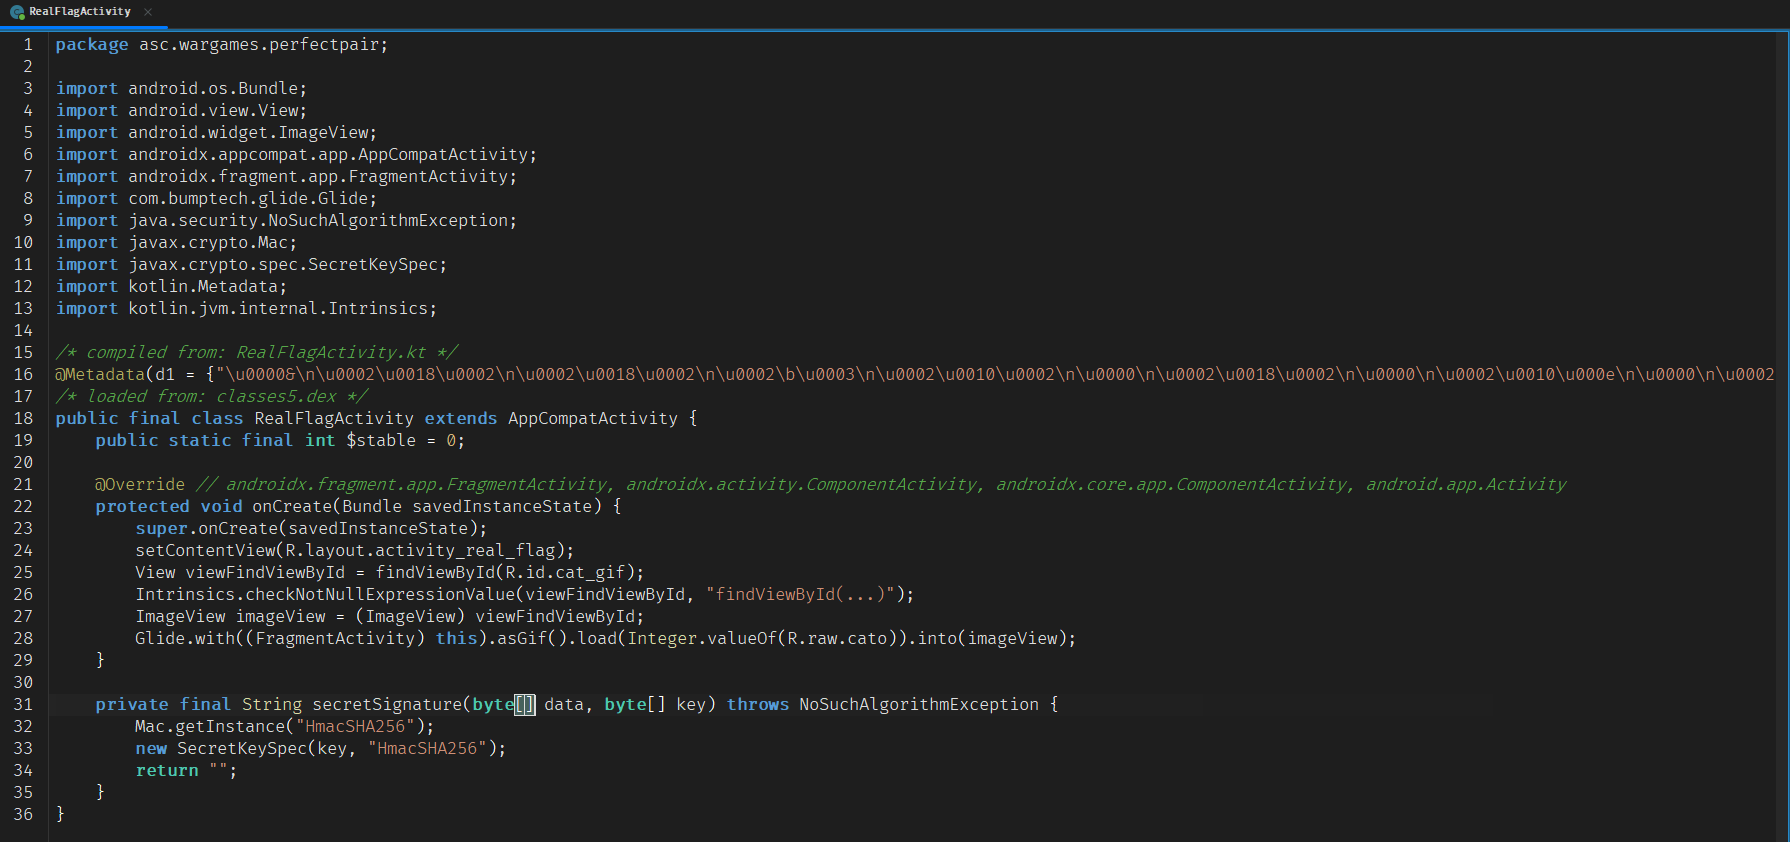 RealFlagActivity ×
1 package asc.wargames.perfectpair;
2
3 import android.os.Bundle;
4 import android.view.View;
5 import android.widget.ImageView;
6 import androidx.appcompat.app.AppCompatActivity;
7 import androidx.fragment.app.FragmentActivity;
8 import com.bumptech.glide.Glide;
9 import java.security.NoSuchAlgorithmException;
10 import javax.crypto.Mac;
11 import javax.crypto.spec.SecretKeySpec;
12 import kotlin.Metadata;
13 import kotlin.jvm.internal.Intrinsics;
14
15 /* compiled from: RealFlagActivity.kt */
16 @Metadata(d1 = {"\u0000&\n\u0002\u0018\u0002\n\u0002\u0018\u0002\n\u0002\b\u0003\n\u0002\u0010\u0002\n\u0000\n\u0002\u0018\u0002\n\u0000\n\u0002\u0010\u000e\n\u0000\n\u0002
17 /* loaded from: classes5.dex */
18 public final class RealFlagActivity extends AppCompatActivity {
19     public static final int $stable = 0;
20
21     @Override // androidx.fragment.app.FragmentActivity, androidx.activity.ComponentActivity, androidx.core.app.ComponentActivity, android.app.Activity
22     protected void onCreate(Bundle savedInstanceState) {
23         super.onCreate(savedInstanceState);
24         setContentView(R.layout.activity_real_flag);
25         View viewFindViewById = findViewById(R.id.cat_gif);
26         Intrinsics.checkNotNullExpressionValue(viewFindViewById, "findViewById(...)");
27         ImageView imageView = (ImageView) viewFindViewById;
28         Glide.with((FragmentActivity) this).asGif().load(Integer.valueOf(R.raw.cato)).into(imageView);
29     }
30
31     private final String secretSignature(byte[] data, byte[] key) throws NoSuchAlgorithmException {
32         Mac.getInstance("HmacSHA256");
33         new SecretKeySpec(key, "HmacSHA256");
34         return "";
35     }
36 }